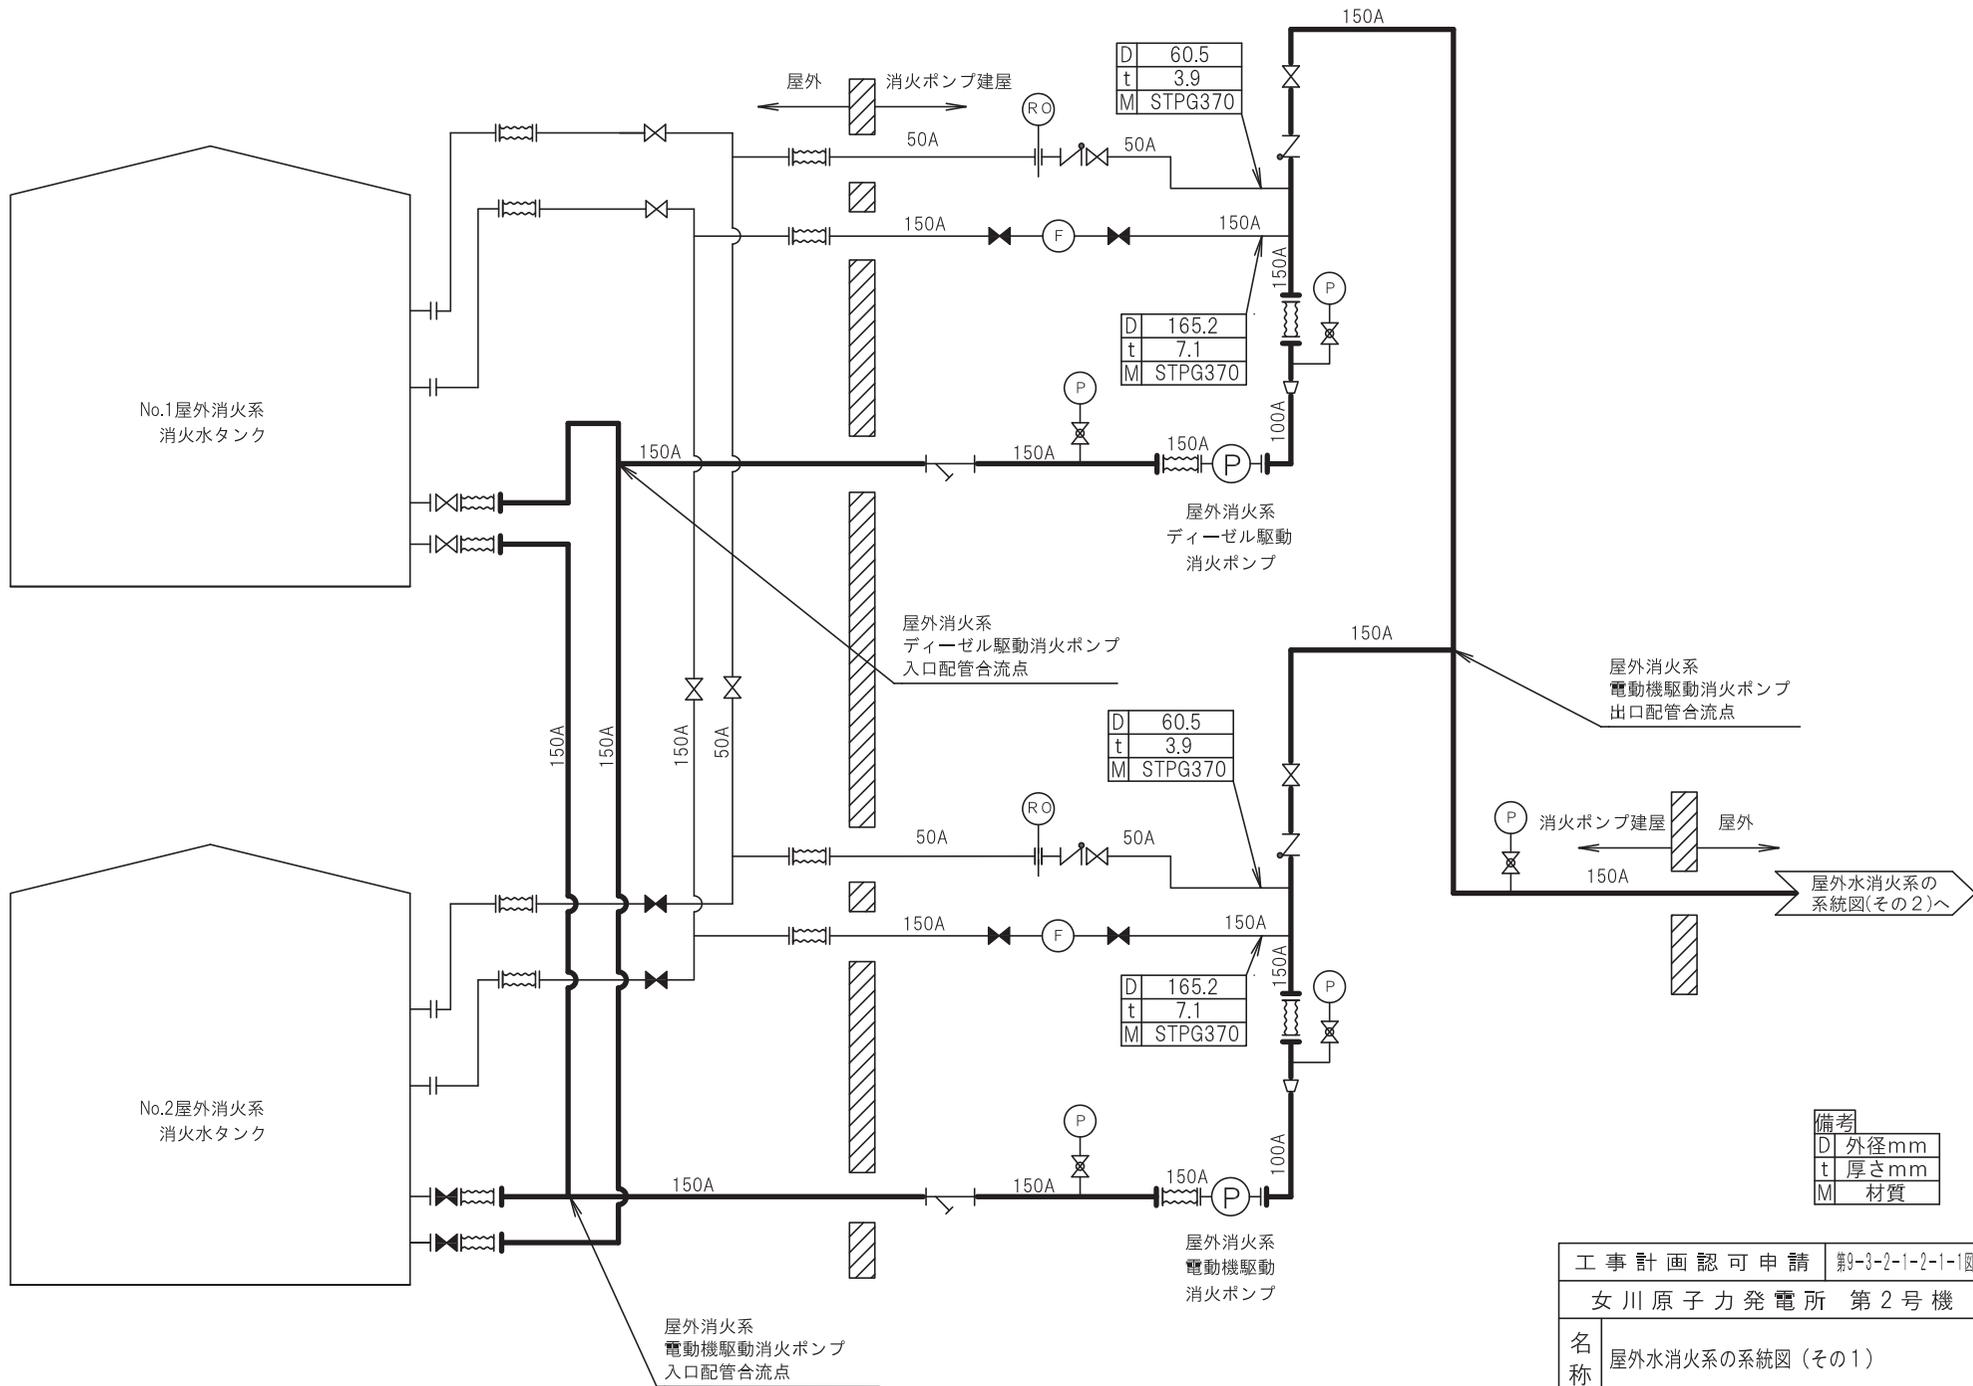 150A
D 60.5
t 3.9
M STPG370
屋外
消火ポンプ建屋
RO
50A
50A
150A
F
150A
150A
P
D 165.2
t 7.1
M STPG370
No.1屋外消火系
消火水タンク
P
100A
150A
150A
150A
P
屋外消火系
ディーゼル駆動
消火ポンプ
屋外消火系
ディーゼル駆動消火ポンプ
入口配管合流点
150A
屋外消火系
電動機駆動消火ポンプ
出口配管合流点
150A
150A
150A
50A
D 60.5
t 3.9
M STPG370
RO
50A
50A
P
消火ポンプ建屋
屋外
150A
屋外水消火系の
系統図(その2)へ
150A
F
150A
150A
P
D 165.2
t 7.1
M STPG370
No.2屋外消火系
消火水タンク
P
100A
150A
150A
150A
P
屋外消火系
電動機駆動
消火ポンプ
屋外消火系
電動機駆動消火ポンプ
入口配管合流点
備考
D 外径mm
t 厚さmm
M 材質
工事計画認可申請 第9-3-2-1-2-1-1図
女川原子力発電所 第2号機
名称 屋外水消火系の系統図（その1）